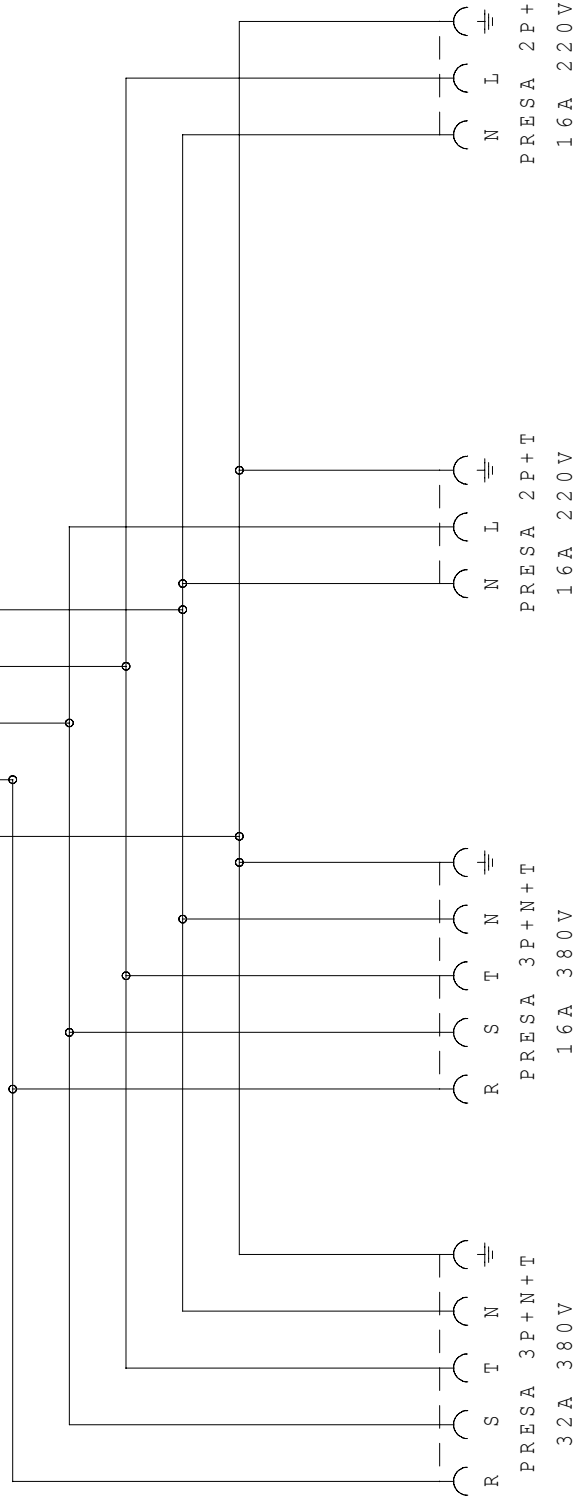 L
N
PRESA 2P+
16A 220V
L
N
PRESA 2P+T
16A 220V
N
T
S
R
PRESA 3P+N+T
16A 380V
N
T
S
R
PRESA 3P+N+T
32A 380V